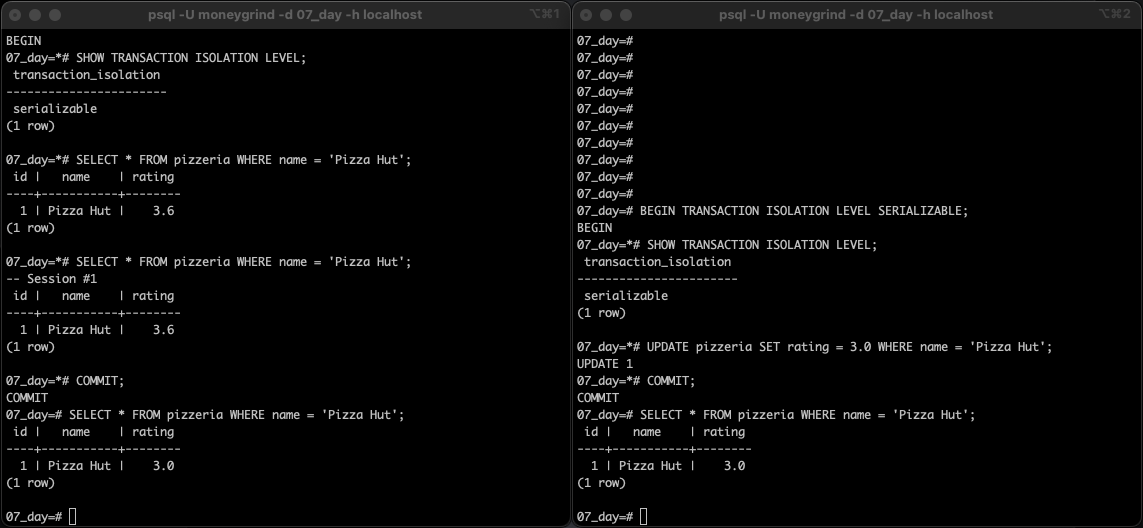 psql -U moneygrind -d 07_day -h localhost
⌥⌘1
BEGIN
07_day=*# SHOW TRANSACTION ISOLATION LEVEL;
 transaction_isolation
-----------------------
 serializable
(1 row)

07_day=*# SELECT * FROM pizzeria WHERE name = 'Pizza Hut';
 id |   name    | rating
----+-----------+--------
  1 | Pizza Hut |    3.6
(1 row)

07_day=*# SELECT * FROM pizzeria WHERE name = 'Pizza Hut';
-- Session #1
 id |   name    | rating
----+-----------+--------
  1 | Pizza Hut |    3.6
(1 row)

07_day=*# COMMIT;
COMMIT
07_day=# SELECT * FROM pizzeria WHERE name = 'Pizza Hut';
 id |   name    | rating
----+-----------+--------
  1 | Pizza Hut |    3.0
(1 row)

07_day=#
psql -U moneygrind -d 07_day -h localhost
⌥⌘2
07_day=#
07_day=#
07_day=#
07_day=#
07_day=#
07_day=#
07_day=#
07_day=#
07_day=#
07_day=#
07_day=# BEGIN TRANSACTION ISOLATION LEVEL SERIALIZABLE;
BEGIN
07_day=*# SHOW TRANSACTION ISOLATION LEVEL;
 transaction_isolation
-----------------------
 serializable
(1 row)

07_day=*# UPDATE pizzeria SET rating = 3.0 WHERE name = 'Pizza Hut';
UPDATE 1
07_day=*# COMMIT;
COMMIT
07_day=# SELECT * FROM pizzeria WHERE name = 'Pizza Hut';
 id |   name    | rating
----+-----------+--------
  1 | Pizza Hut |    3.0
(1 row)

07_day=#